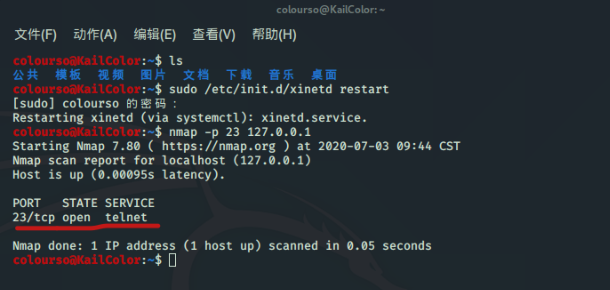 colourso@KailColor: ~
文件(F) 动作(A) 编辑(E) 查看(V) 帮助(H)
colourso@KailColor:~$ ls
公共 模板 视频 图片 文档 下载 音乐 桌面
colourso@KailColor:~$ sudo /etc/init.d/xinetd restart
[sudo] colourso 的密码：
Restarting xinetd (via systemctl): xinetd.service.
colourso@KailColor:~$ nmap -p 23 127.0.0.1
Starting Nmap 7.80 ( https://nmap.org ) at 2020-07-03 09:44 CST
Nmap scan report for localhost (127.0.0.1)
Host is up (0.00095s latency).
PORT STATE SERVICE
23/tcp open telnet
Nmap done: 1 IP address (1 host up) scanned in 0.05 seconds
colourso@KailColor:~$